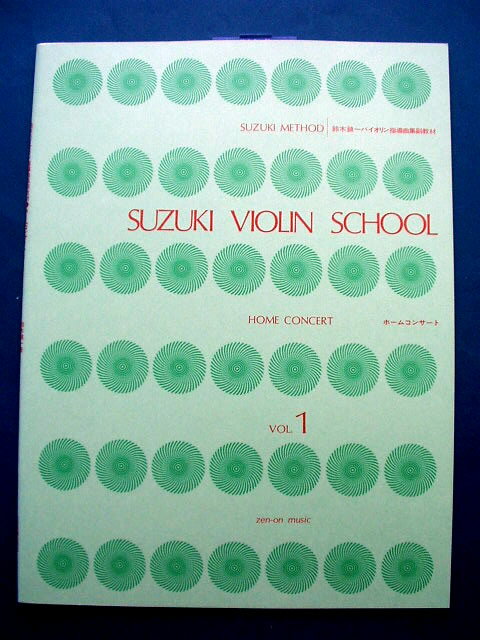 SUZUKI METHOD 鈴木鎮一バイオリン指導曲集副教材
SUZUKI VIOLIN SCHOOL
HOME CONCERT ホームコンサート
VOL. 1
zen-on music